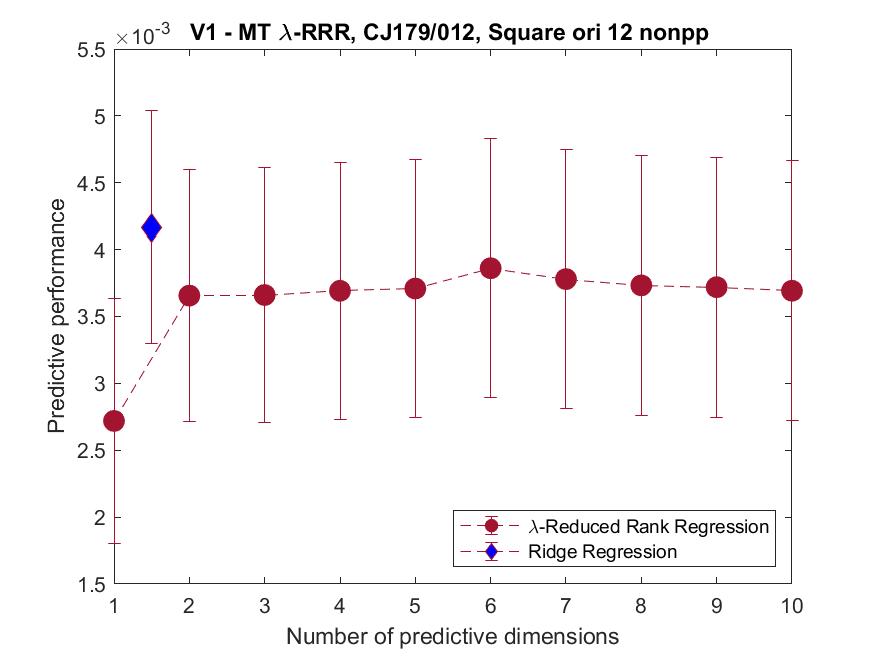 ×10-3
V1 - MT λ-RRR, CJ179/012, Square ori 12 nonpp
5.5
5
4.5
4
3.5
3
2.5
2
1.5
Predictive performance
1 2 3 4 5 6 7 8 9 10
Number of predictive dimensions
λ-Reduced Rank Regression
Ridge Regression